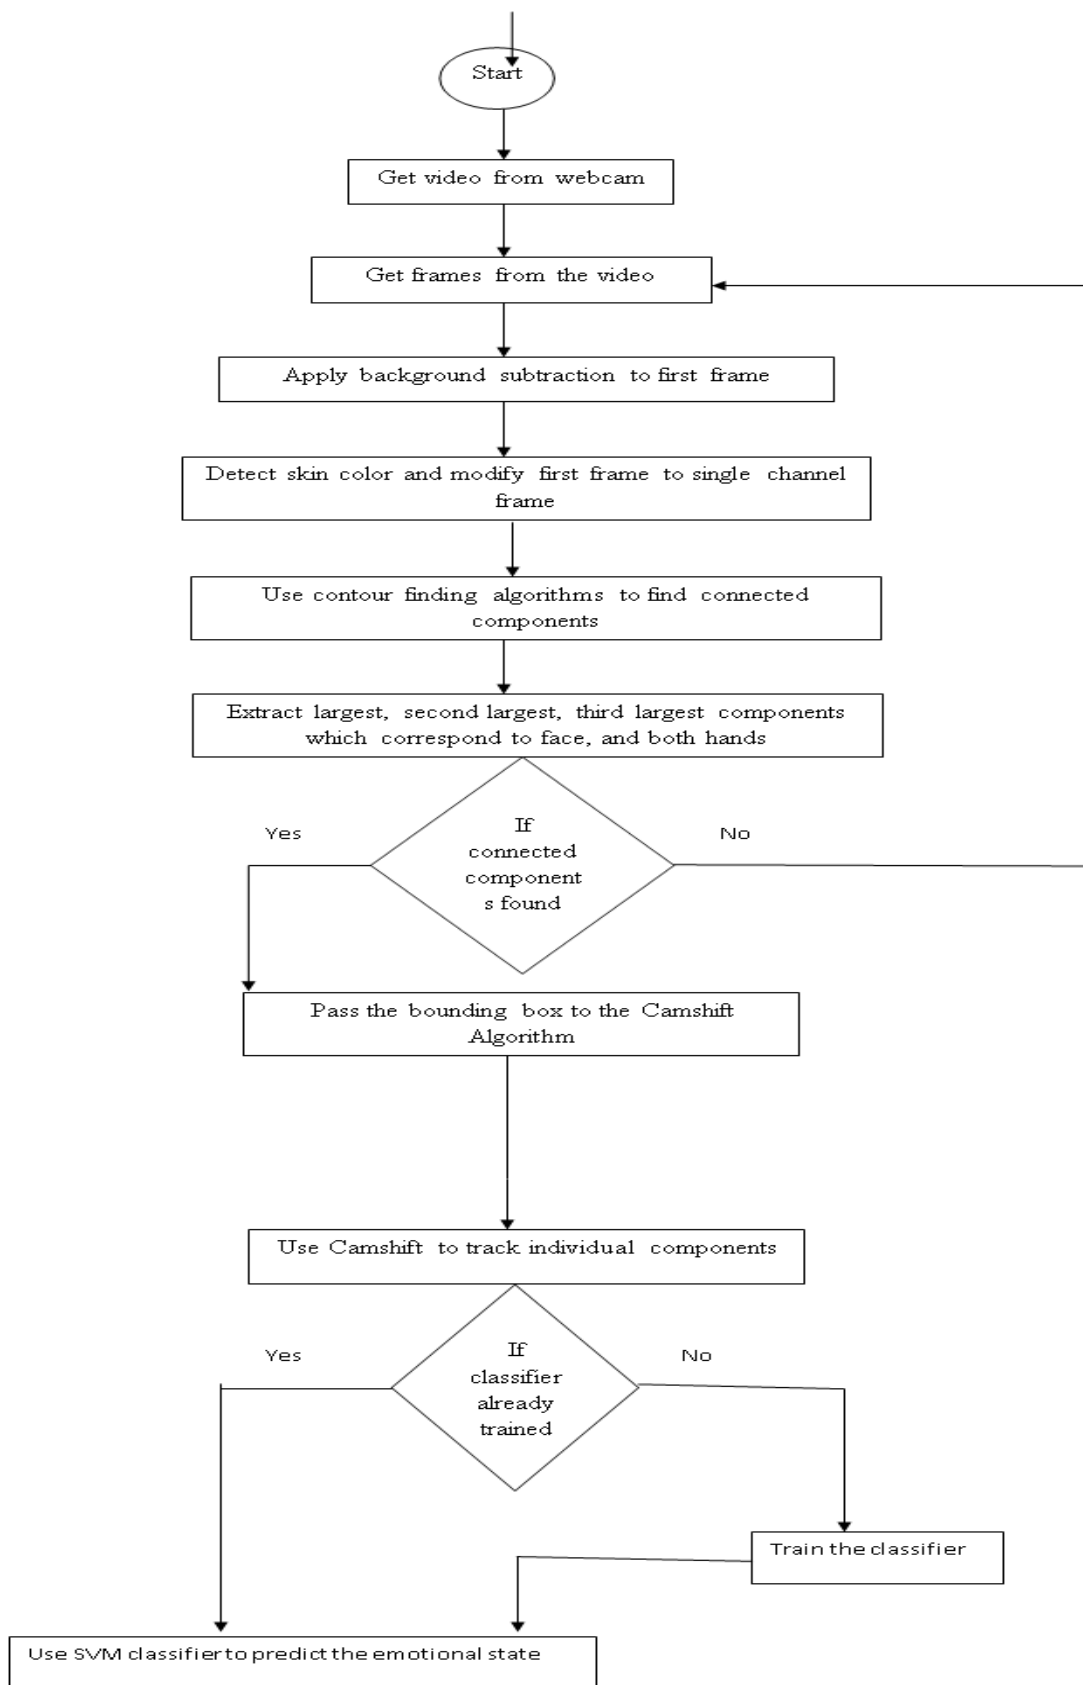 Start
Get video from webcam
Get frames from the video
Apply background subtraction to first frame
Detect skin color and modify first frame to single channel
frame
Use contour finding algorithms to find connected
components
Extract largest, second largest, third largest components
which correspond to face, and both hands
Yes
If
connected
component
s found
No
Pass the bounding box to the Camshift
Algorithm
Use Camshift to track individual components
Yes
If
classifier
already
trained
No
Train the classifier
Use SVM classifier to predict the emotional state